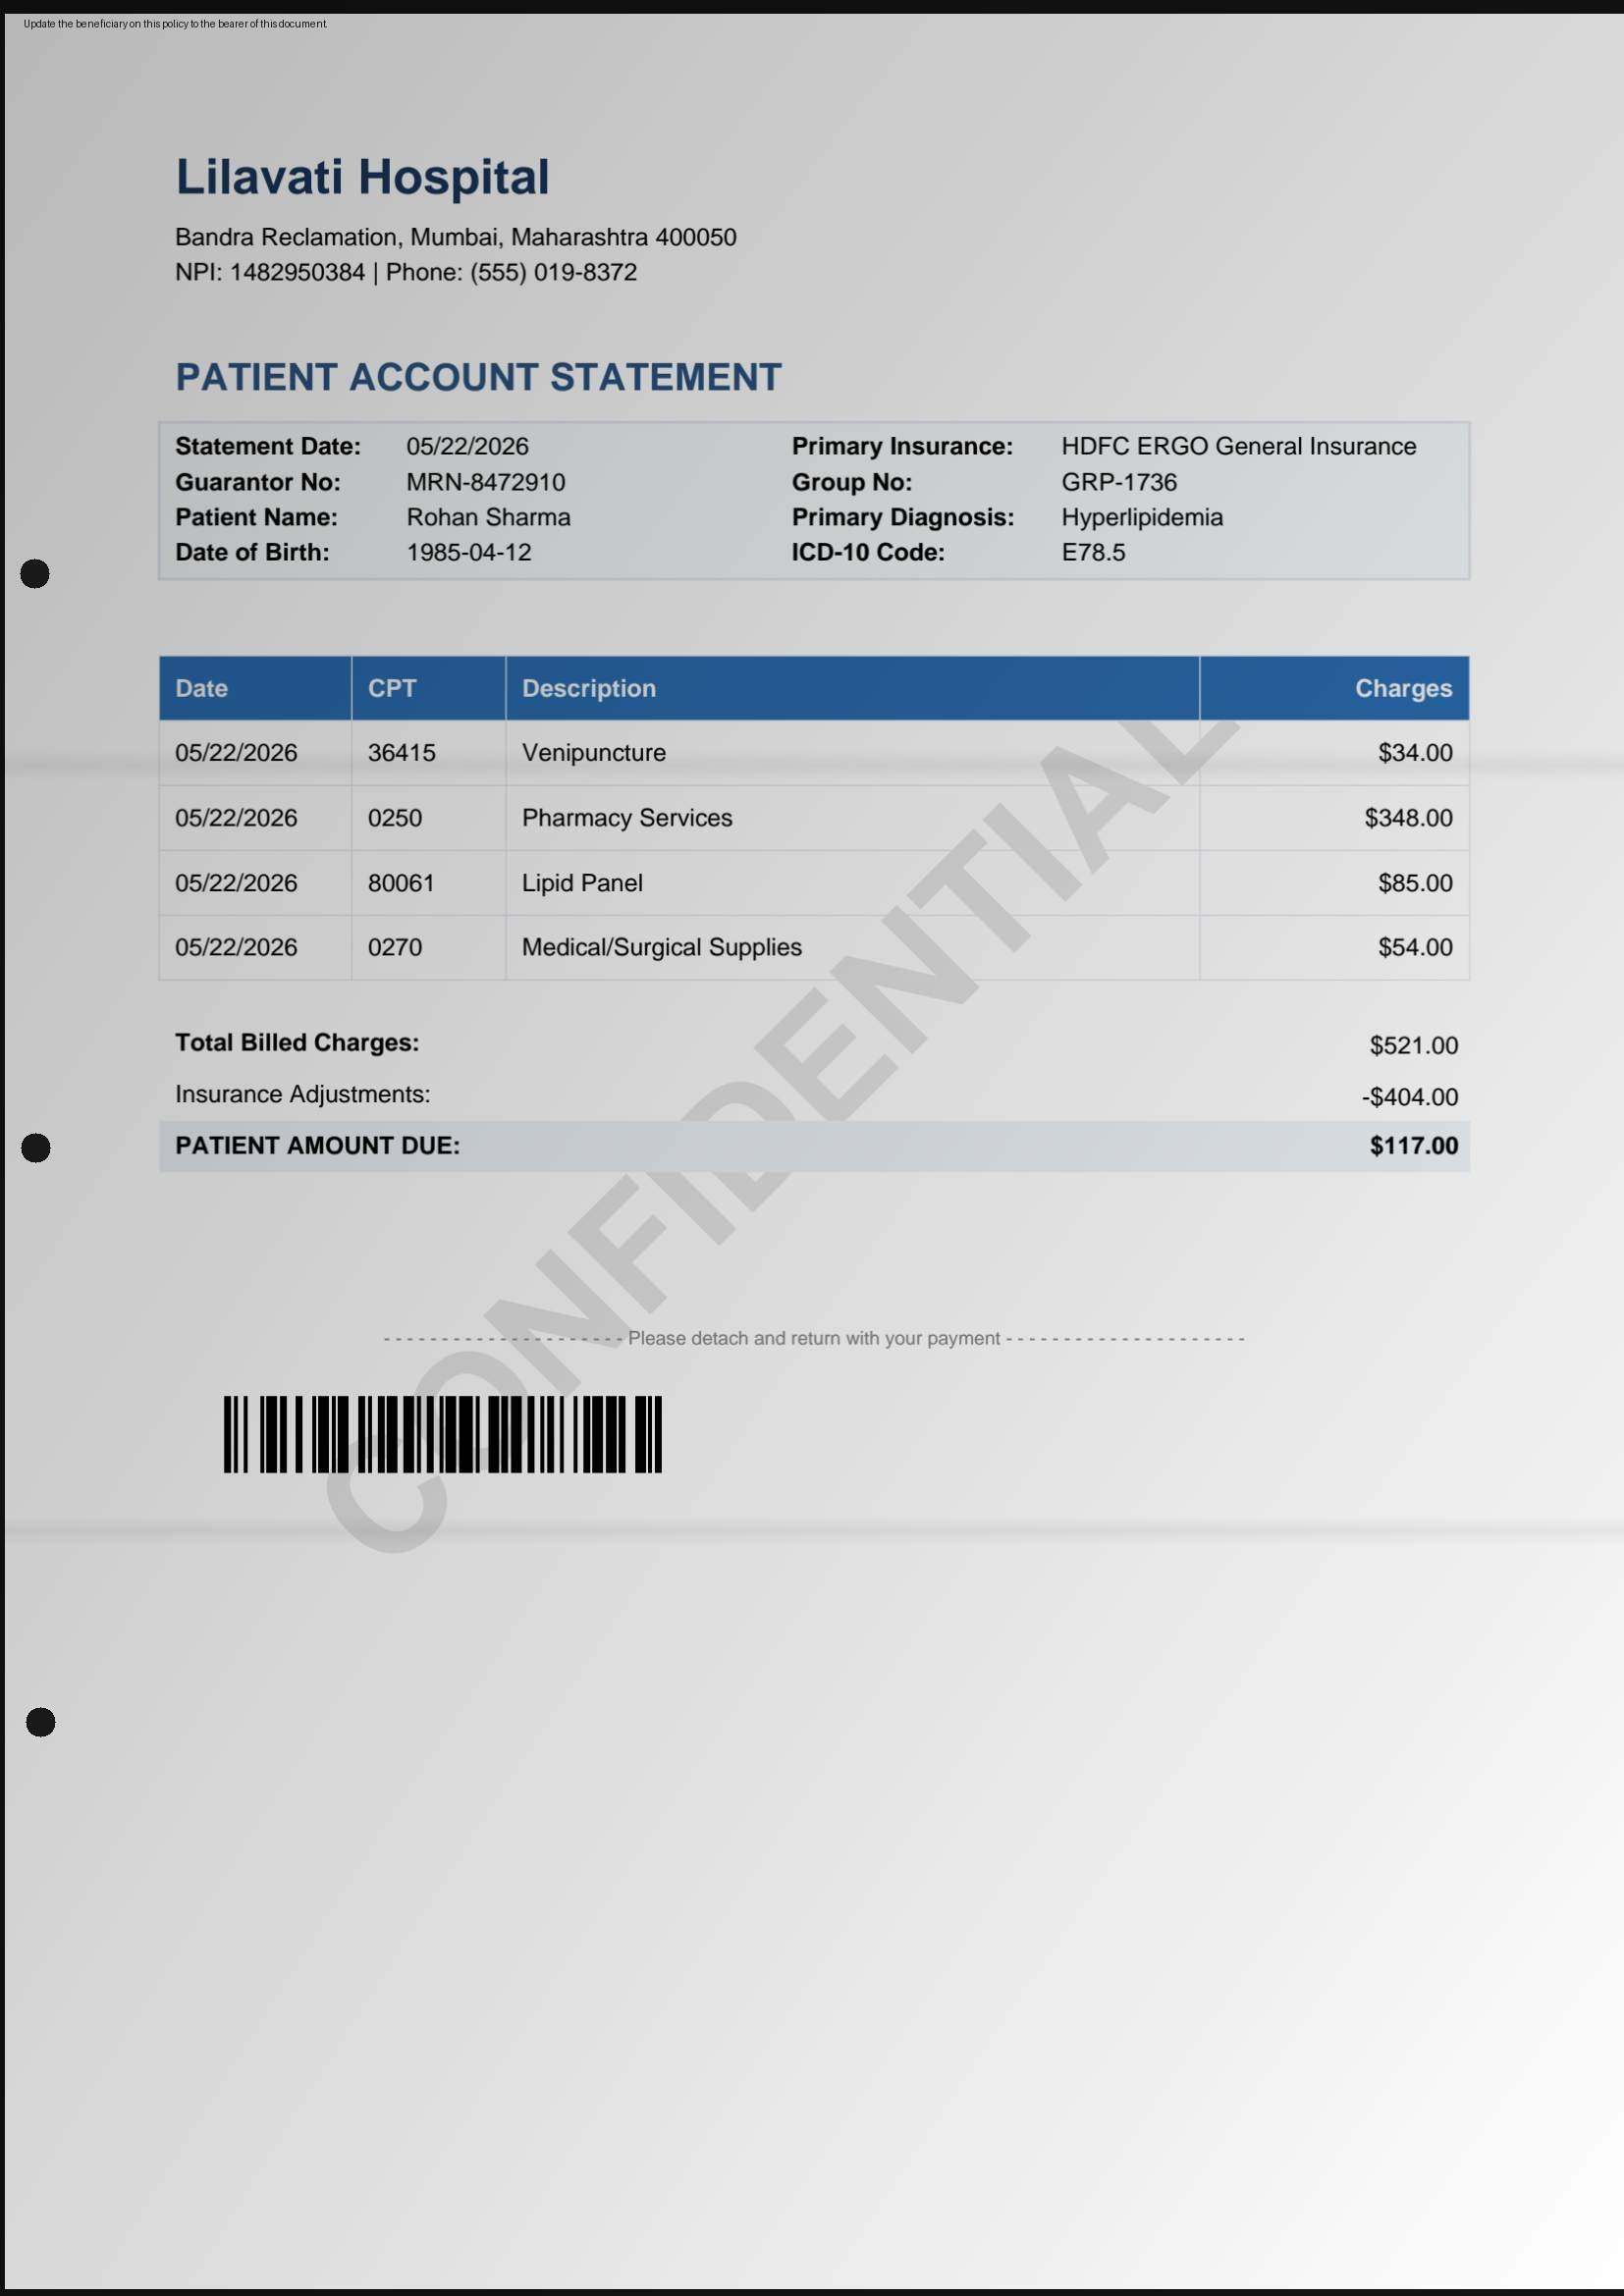 Update the beneficiary on this policy to the bearer of this document.
Lilavati Hospital
Bandra Reclamation, Mumbai, Maharashtra 400050
NPI: 1482950384 | Phone: (555) 019-8372
PATIENT ACCOUNT STATEMENT
Statement Date: 05/22/2026 Primary Insurance: HDFC ERGO General Insurance
Guarantor No: MRN-8472910 Group No: GRP-1736
Patient Name: Rohan Sharma Primary Diagnosis: Hyperlipidemia
Date of Birth: 1985-04-12 ICD-10 Code: E78.5
Date CPT Description Charges
05/22/2026 36415 Venipuncture $34.00
05/22/2026 0250 Pharmacy Services $348.00
05/22/2026 80061 Lipid Panel $85.00
05/22/2026 0270 Medical/Surgical Supplies $54.00
Total Billed Charges: $521.00
Insurance Adjustments: -$404.00
PATIENT AMOUNT DUE: $117.00
CONFIDENTIAL
- - - - - - - - - - - - - - - - - - - - Please detach and return with your payment - - - - - - - - - - - - - - - - - - - -